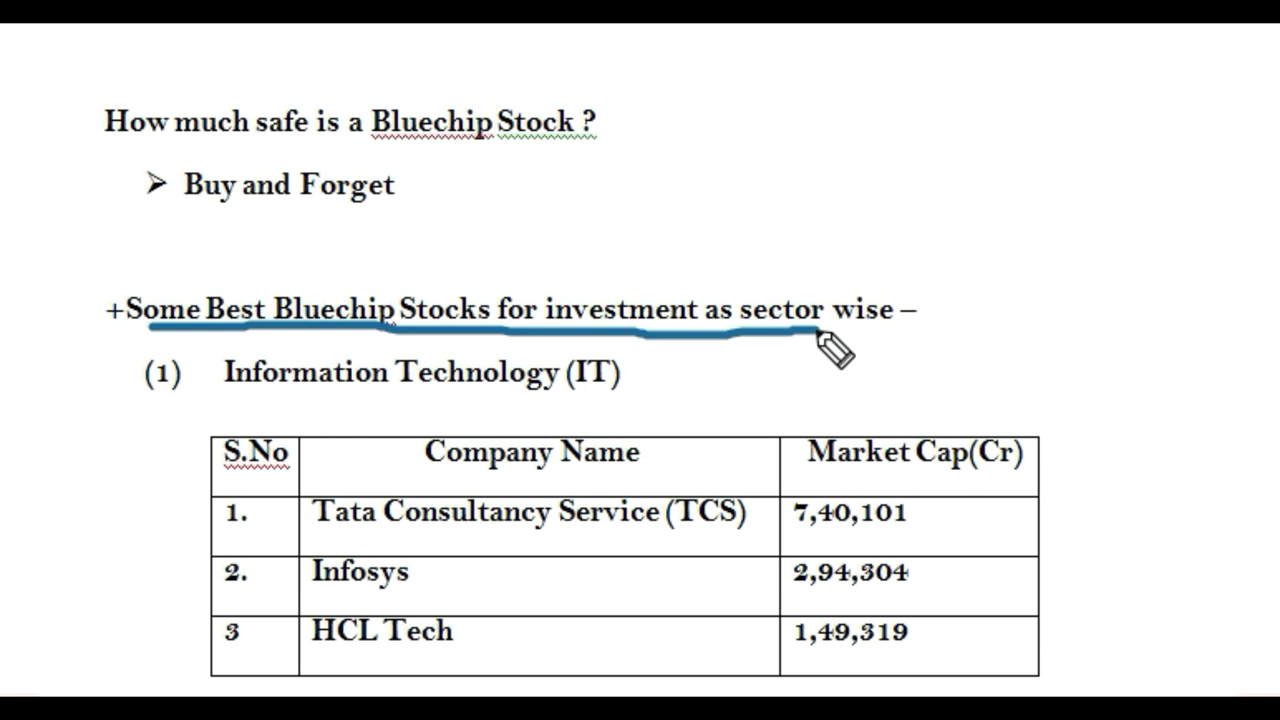 How much safe is a Bluechip Stock ?
➢ Buy and Forget
+Some Best Bluechip Stocks for investment as sector wise –
(1) Information Technology (IT)
S.No Company Name Market Cap(Cr)
1. Tata Consultancy Service (TCS) 7,40,101
2. Infosys 2,94,304
3 HCL Tech 1,49,319